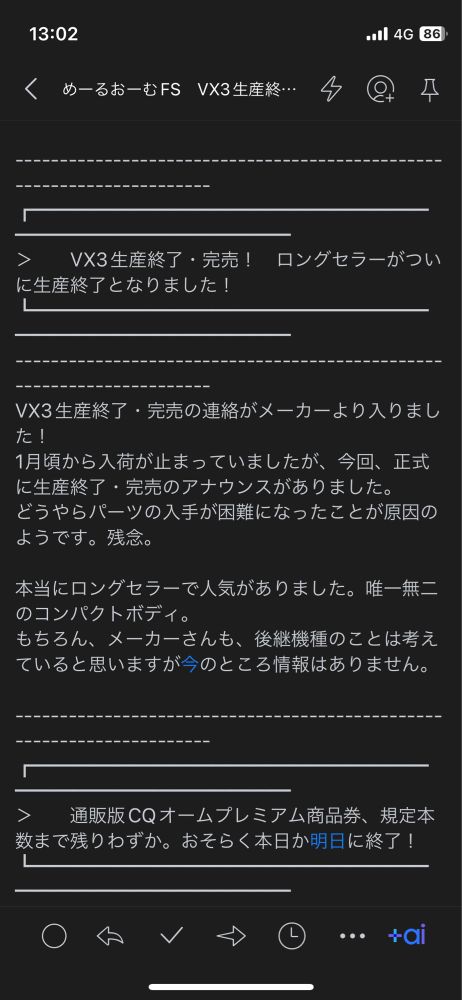 13:02
4G
86
めーるおーむFS　VX3生産終…
----------------------------------------
------------------
┏━━━━━━━━━━━━━━━━━━
━━━━━━━━━━━━
＞　　VX3生産終了・完売！　ロングセラーがつい
に生産終了となりました！
┗━━━━━━━━━━━━━━━━━━
━━━━━━━━━━━━
----------------------------------------
------------------
VX3生産終了・完売の連絡がメーカーより入りまし
た！
1月頃から入荷が止まっていましたが、今回、正式
に生産終了・完売のアナウンスがありました。
どうやらパーツの入手が困難になったことが原因の
ようです。残念。
本当にロングセラーで人気がありました。唯一無二
のコンパクトボディ。
もちろん、メーカーさんも、後継機種のことは考え
ていると思いますが今のところ情報はありません。
----------------------------------------
------------------
┏━━━━━━━━━━━━━━━━━━
━━━━━━━━━━━━
＞　　通販版CQオームプレミアム商品券、規定本
数まで残りわずか。おそらく本日か明日に終了！
┗━━━━━━━━━━━━━━━━━━
━━━━━━━━━━━━
+ai